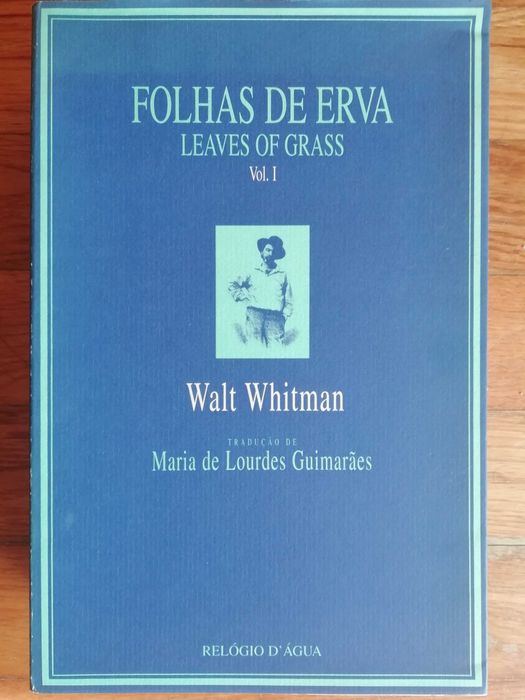 FOLHAS DE ERVA
LEAVES OF GRASS
Vol. I
Walt Whitman
TRADUÇÃO DE
Maria de Lourdes Guimarães
RELÓGIO D'ÁGUA